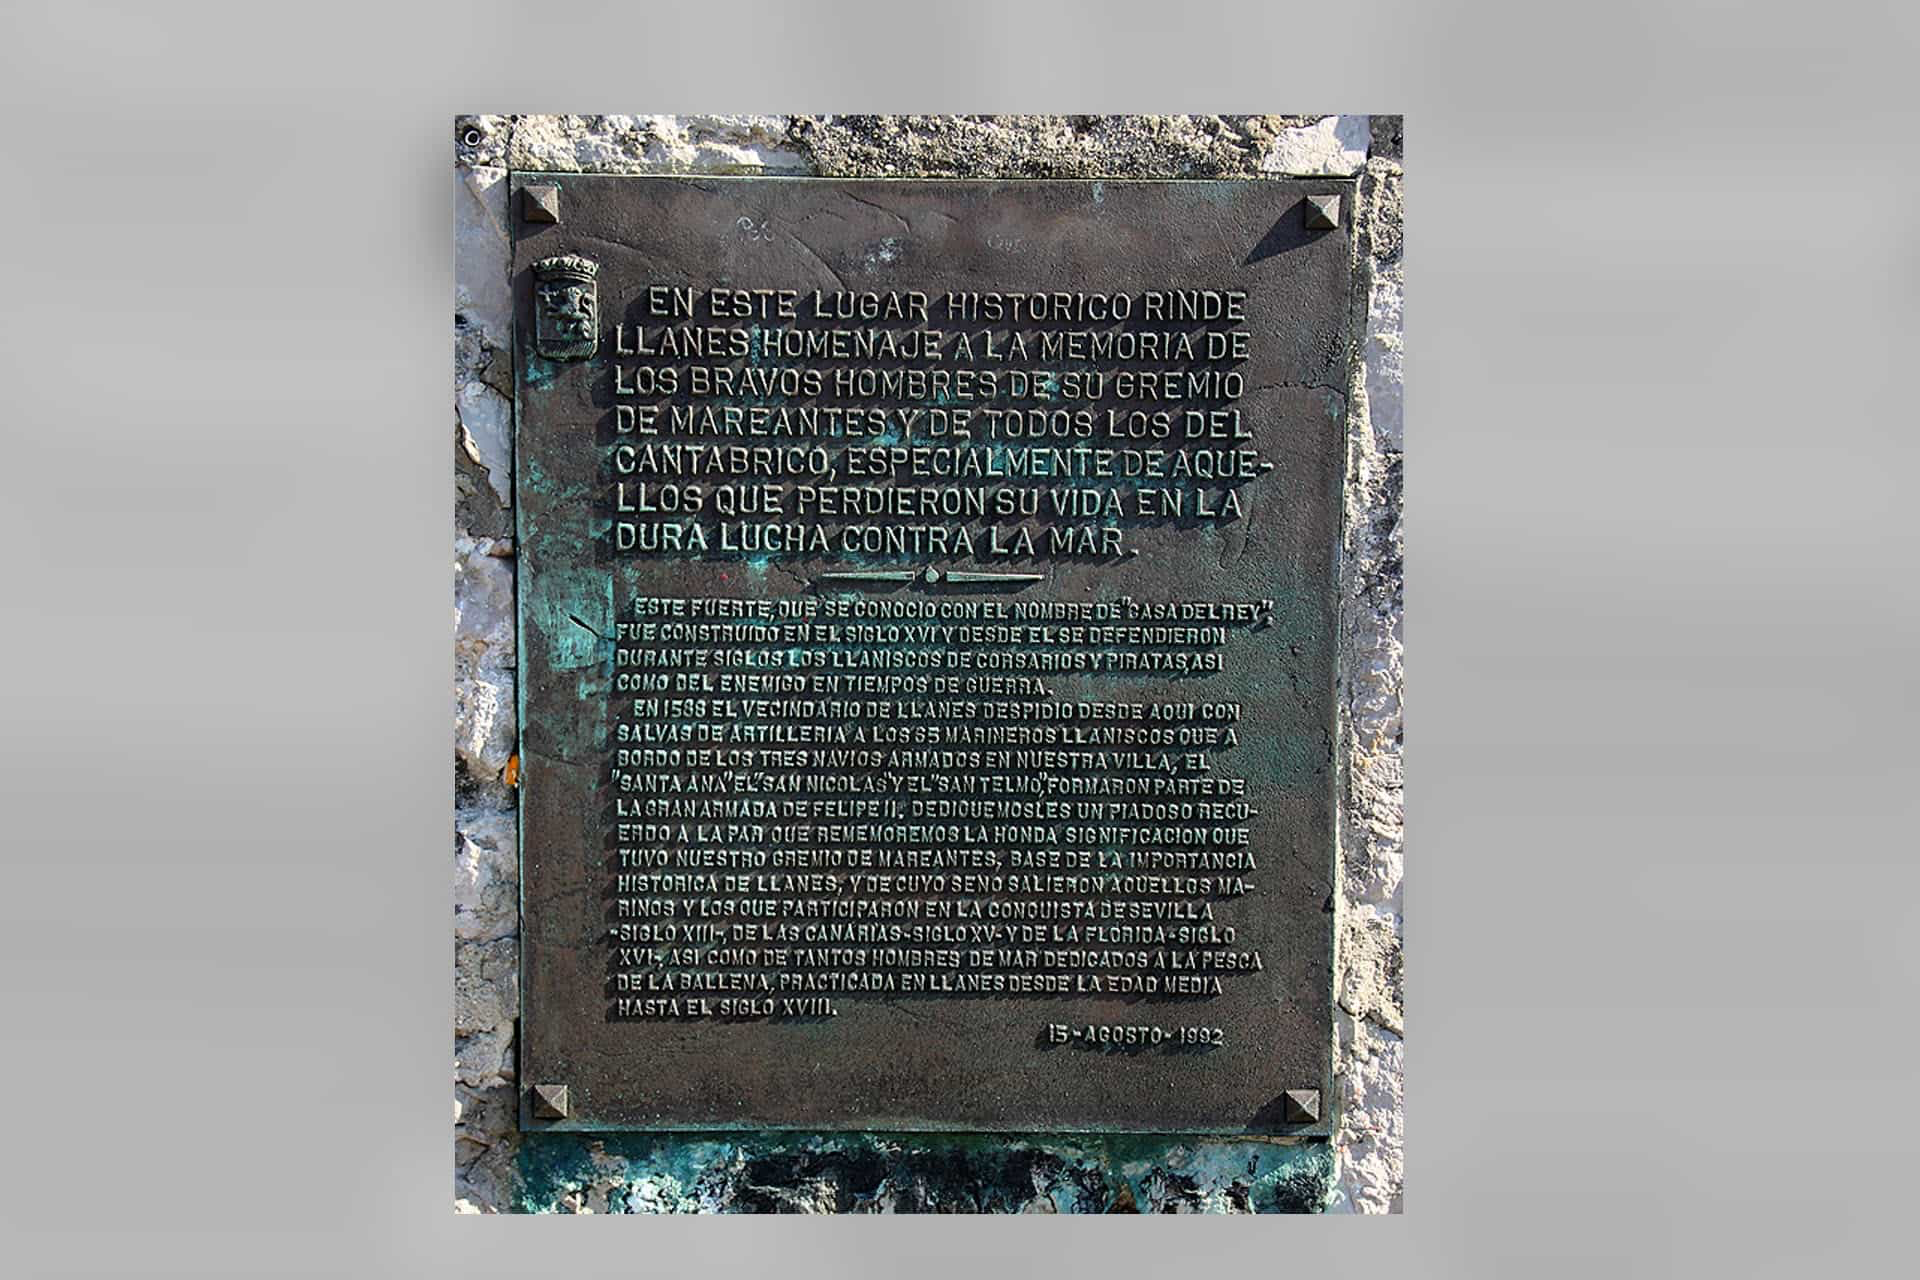 EN ESTE LUGAR HISTORICO RINDE
LLANES HOMENAJE A LA MEMORIA DE
LOS BRAVOS HOMBRES DE SU GREMIO
DE MAREANTES Y DE TODOS LOS DEL
CANTABRICO, ESPECIALMENTE DE AQUE-
LLOS QUE PERDIERON SU VIDA EN LA
DURA LUCHA CONTRA LA MAR.
ESTE FUERTE, QUE SE CONOCIO CON EL NOMBRE DE "CASA DEL REY",
FUE CONSTRUIDO EN EL SIGLO XVI Y DESDE EL SE DEFENDIERON
DURANTE SIGLOS LOS LLANISCOS DE CORSARIOS Y PIRATAS, ASI
COMO DEL ENEMIGO EN TIEMPOS DE GUERRA.
EN 1588 EL VECINDARIO DE LLANES DESPIDIO DESDE AQUI CON
SALVAS DE ARTILLERIA A LOS 65 MARINEROS LLANISCOS QUE A
BORDO DE LOS TRES NAVIOS ARMADOS EN NUESTRA VILLA, EL
"SANTA ANA" EL "SAN NICOLAS" Y EL "SAN TELMO", FORMARON PARTE DE
LA GRAN ARMADA DE FELIPE II. DEDIQUEMOSLES UN PIADOSO RECU-
ERDO A LA PAR QUE REMEMOREMOS LA HONDA SIGNIFICACION QUE
TUVO NUESTRO GREMIO DE MAREANTES, BASE DE LA IMPORTANCIA
HISTORICA DE LLANES, Y DE CUYO SENO SALIERON AQUELLOS MA-
RINOS Y LOS QUE PARTICIPARON EN LA CONQUISTA DE SEVILLA
-SIGLO XIII-, DE LAS CANARIAS-SIGLO XV- Y DE LA FLORIDA-SIGLO
XVI-, ASI COMO DE TANTOS HOMBRES DE MAR DEDICADOS A LA PESCA
DE LA BALLENA, PRACTICADA EN LLANES DESDE LA EDAD MEDIA
HASTA EL SIGLO XVIII.
15-AGOSTO-1992